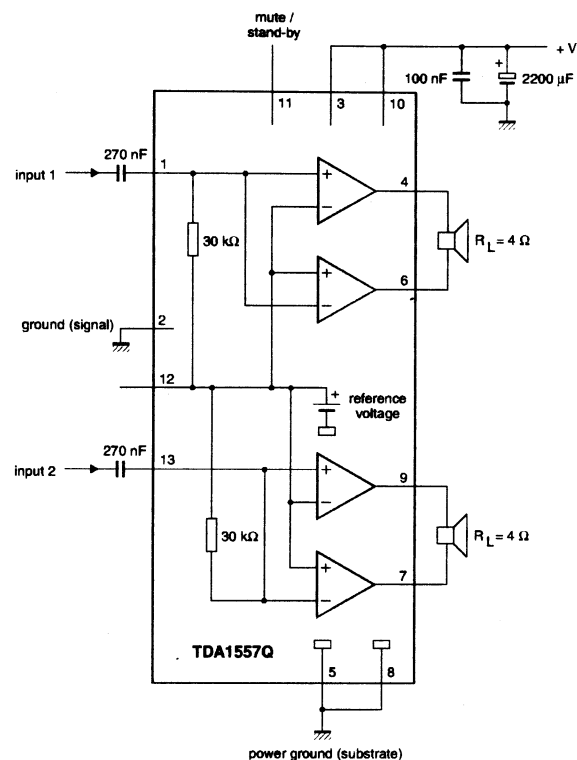 mute /
stand-by
+ V
+
100 nF
2200 µF
11
3
10
270 nF
1
input 1
+
−
4
30 kΩ
R L = 4 Ω
+
−
6
ground (signal)
2
12
+
reference
voltage
270 nF
13
input 2
+
−
9
30 kΩ
R L = 4 Ω
+
−
7
TDA1557Q
5
8
power ground (substrate)